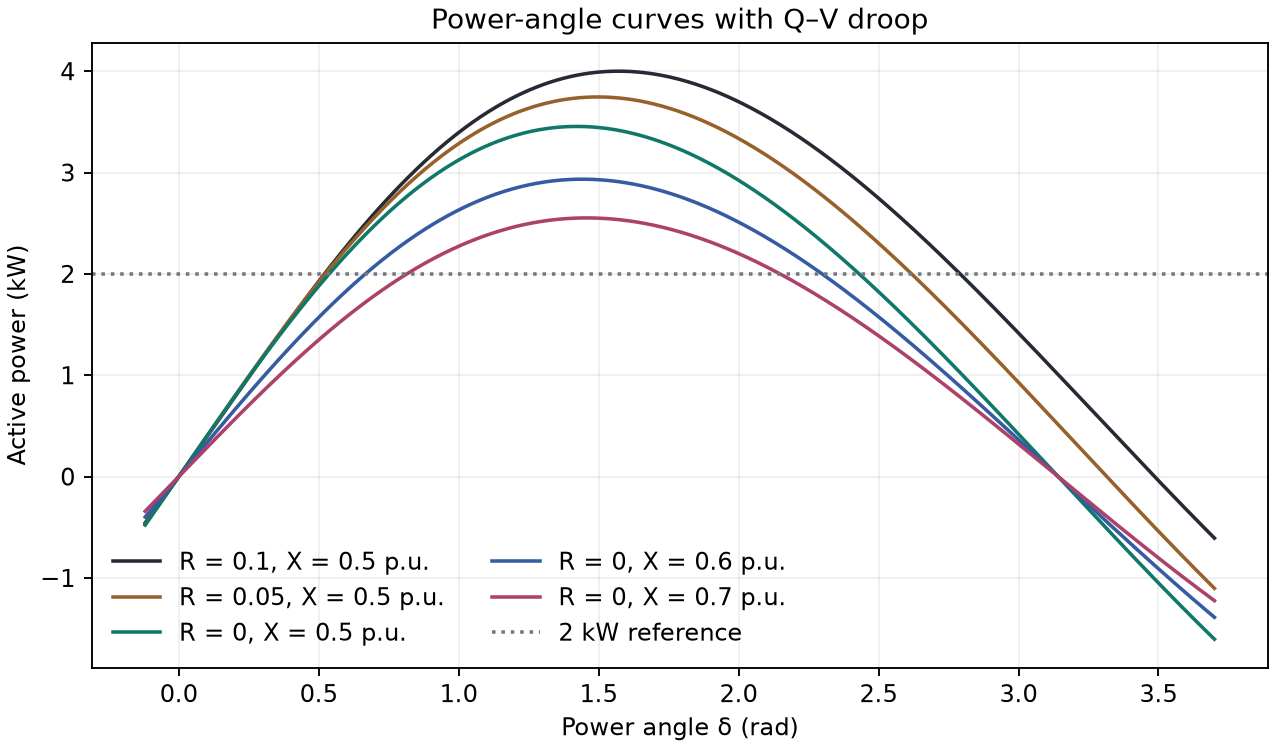 Power-angle curves with Q–V droop
Active power (kW)
4
3
2
1
0
−1
R = 0.1, X = 0.5 p.u.
R = 0.05, X = 0.5 p.u.
R = 0, X = 0.5 p.u.
R = 0, X = 0.6 p.u.
R = 0, X = 0.7 p.u.
2 kW reference
0.0 0.5 1.0 1.5 2.0 2.5 3.0 3.5
Power angle δ (rad)